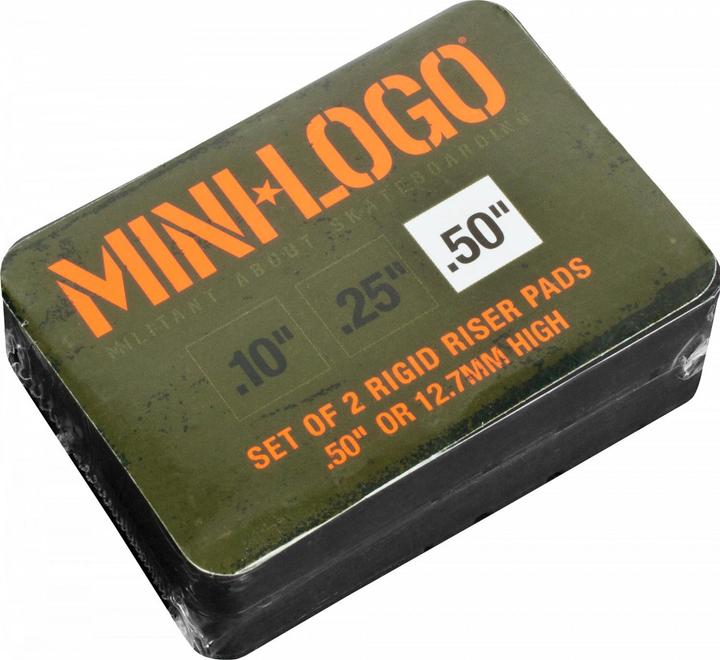 MINI★LOGO®
MILITANT ABOUT SKATEBOARDING
.10" .25" .50"
SET OF 2 RIGID RISER PADS
.50" OR 12.7MM HIGH